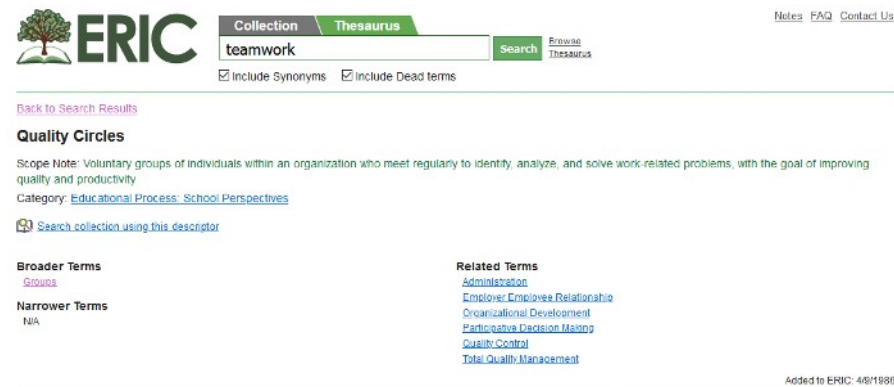 Notes FAQ Contact Us
ERIC
Collection Thesaurus
teamwork
Search
Browse
Thesaurus
Include Synonyms Include Dead terms
Back to Search Results
Quality Circles
Scope Note: Voluntary groups of individuals within an organization who meet regularly to identify, analyze, and solve work-related problems, with the goal of improving
quality and productivity
Category: Educational Process: School Perspectives
Search collection using this descriptor
Broader Terms
Groups
Narrower Terms
N/A
Related Terms
Administration
Employer Employee Relationship
Organizational Development
Participative Decision Making
Quality Control
Total Quality Management
Added to ERIC: 4/9/1986